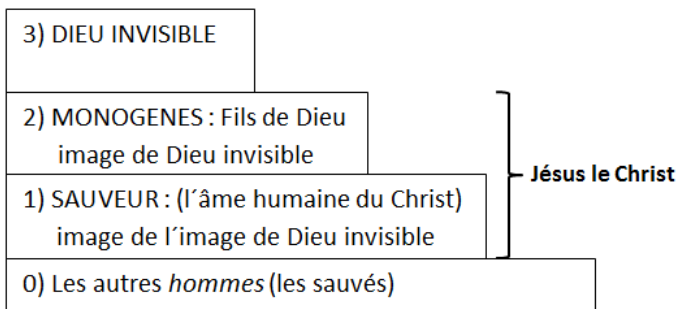 3) DIEU INVISIBLE
2) MONOGENES : Fils de Dieu
image de Dieu invisible
Jésus le Christ
1) SAUVEUR : (l´âme humaine du Christ)
image de l´image de Dieu invisible
0) Les autres hommes (les sauvés)